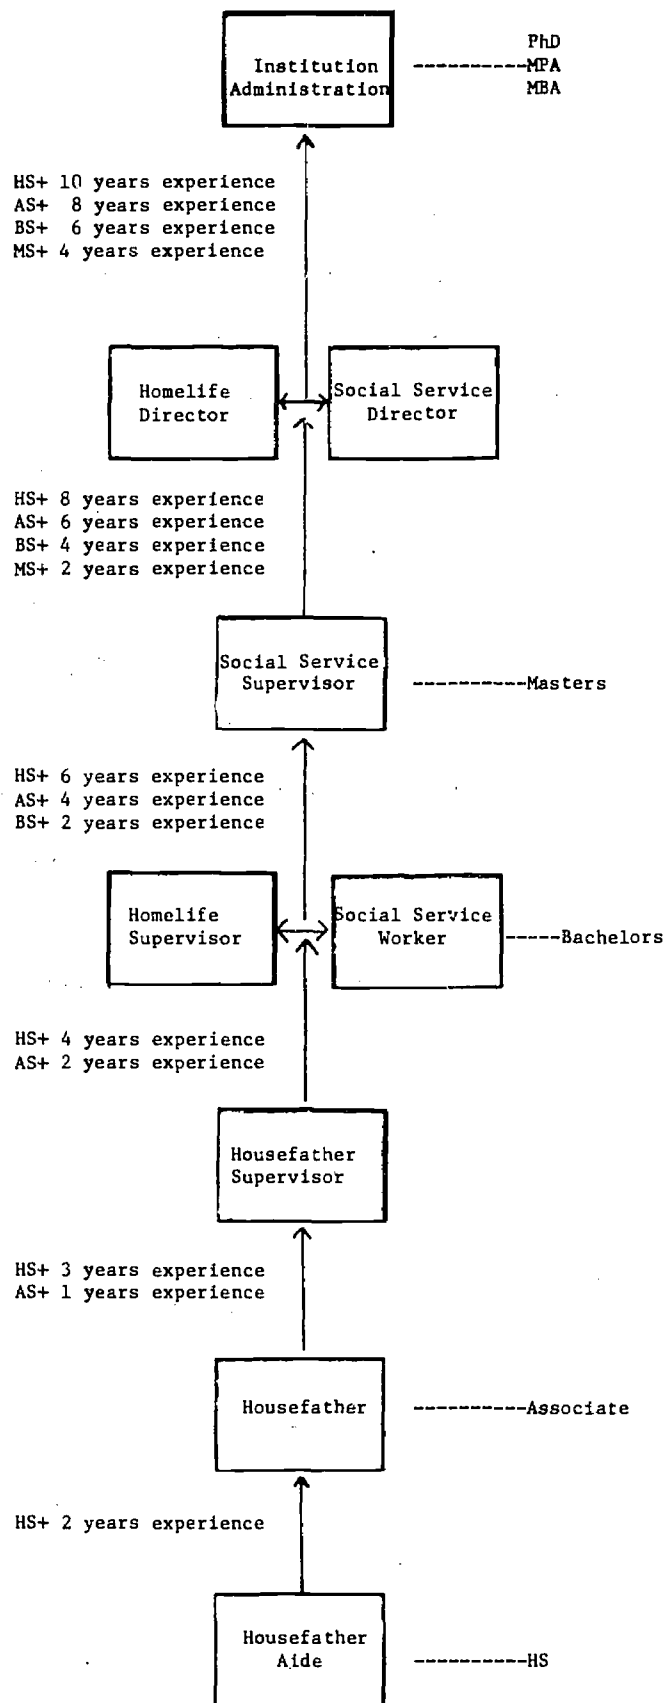 PhD
Institution ----------MPA
Administration MBA
HS+ 10 years experience
AS+ 8 years experience
BS+ 6 years experience
MS+ 4 years experience
Homelife Social Service
Director Director
HS+ 8 years experience
AS+ 6 years experience
BS+ 4 years experience
MS+ 2 years experience
Social Service
Supervisor ----------Masters
HS+ 6 years experience
AS+ 4 years experience
BS+ 2 years experience
Homelife Social Service
Supervisor Worker -----Bachelors
HS+ 4 years experience
AS+ 2 years experience
Housefather
Supervisor
HS+ 3 years experience
AS+ 1 years experience
Housefather ----------Associate
HS+ 2 years experience
Housefather
Aide ----------HS